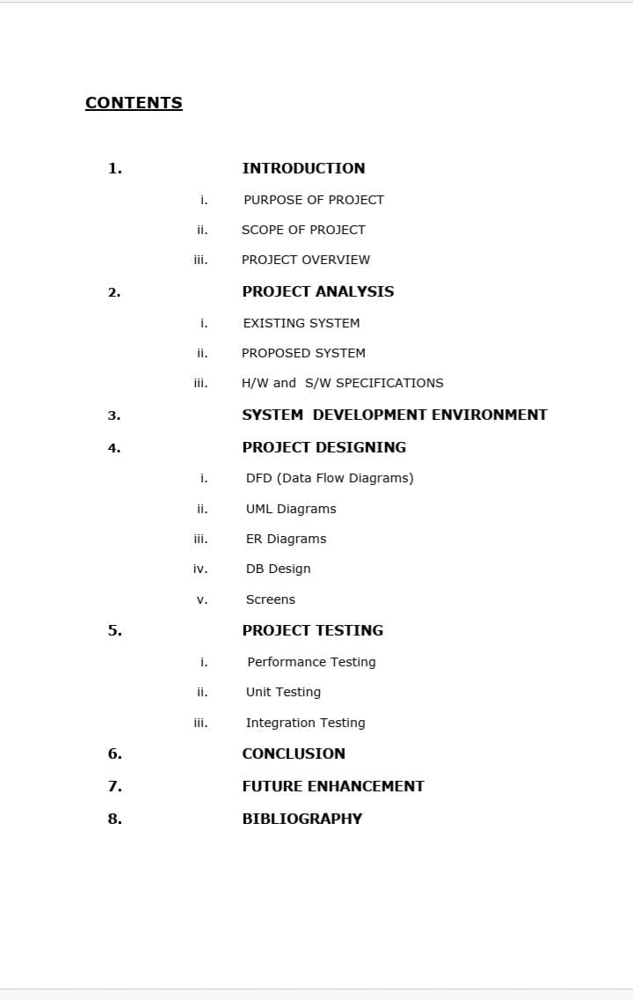 CONTENTS
1. INTRODUCTION
i. PURPOSE OF PROJECT
ii. SCOPE OF PROJECT
iii. PROJECT OVERVIEW
2. PROJECT ANALYSIS
i. EXISTING SYSTEM
ii. PROPOSED SYSTEM
iii. H/W and S/W SPECIFICATIONS
3. SYSTEM DEVELOPMENT ENVIRONMENT
4. PROJECT DESIGNING
i. DFD (Data Flow Diagrams)
ii. UML Diagrams
iii. ER Diagrams
iv. DB Design
v. Screens
5. PROJECT TESTING
i. Performance Testing
ii. Unit Testing
iii. Integration Testing
6. CONCLUSION
7. FUTURE ENHANCEMENT
8. BIBLIOGRAPHY